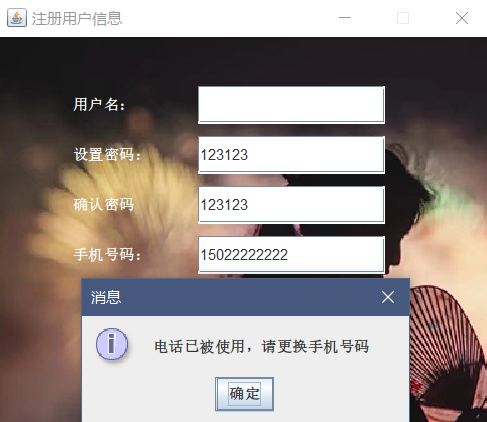 注册用户信息
用户名：
设置密码： 123123
确认密码 123123
手机号码： 15022222222
消息
电话已被使用，请更换手机号码
确定